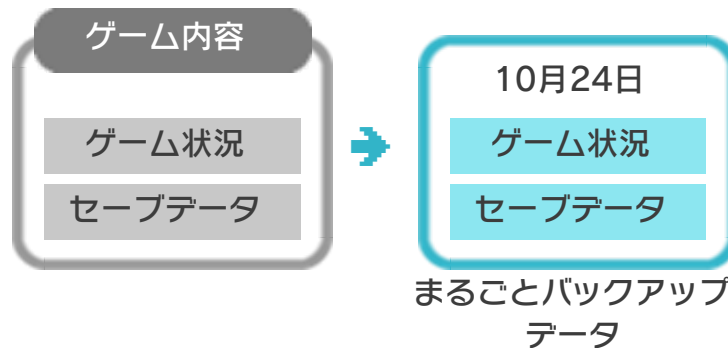 ゲーム内容
ゲーム状況
セーブデータ
10月24日
ゲーム状況
セーブデータ
まるごとバックアップ
データ